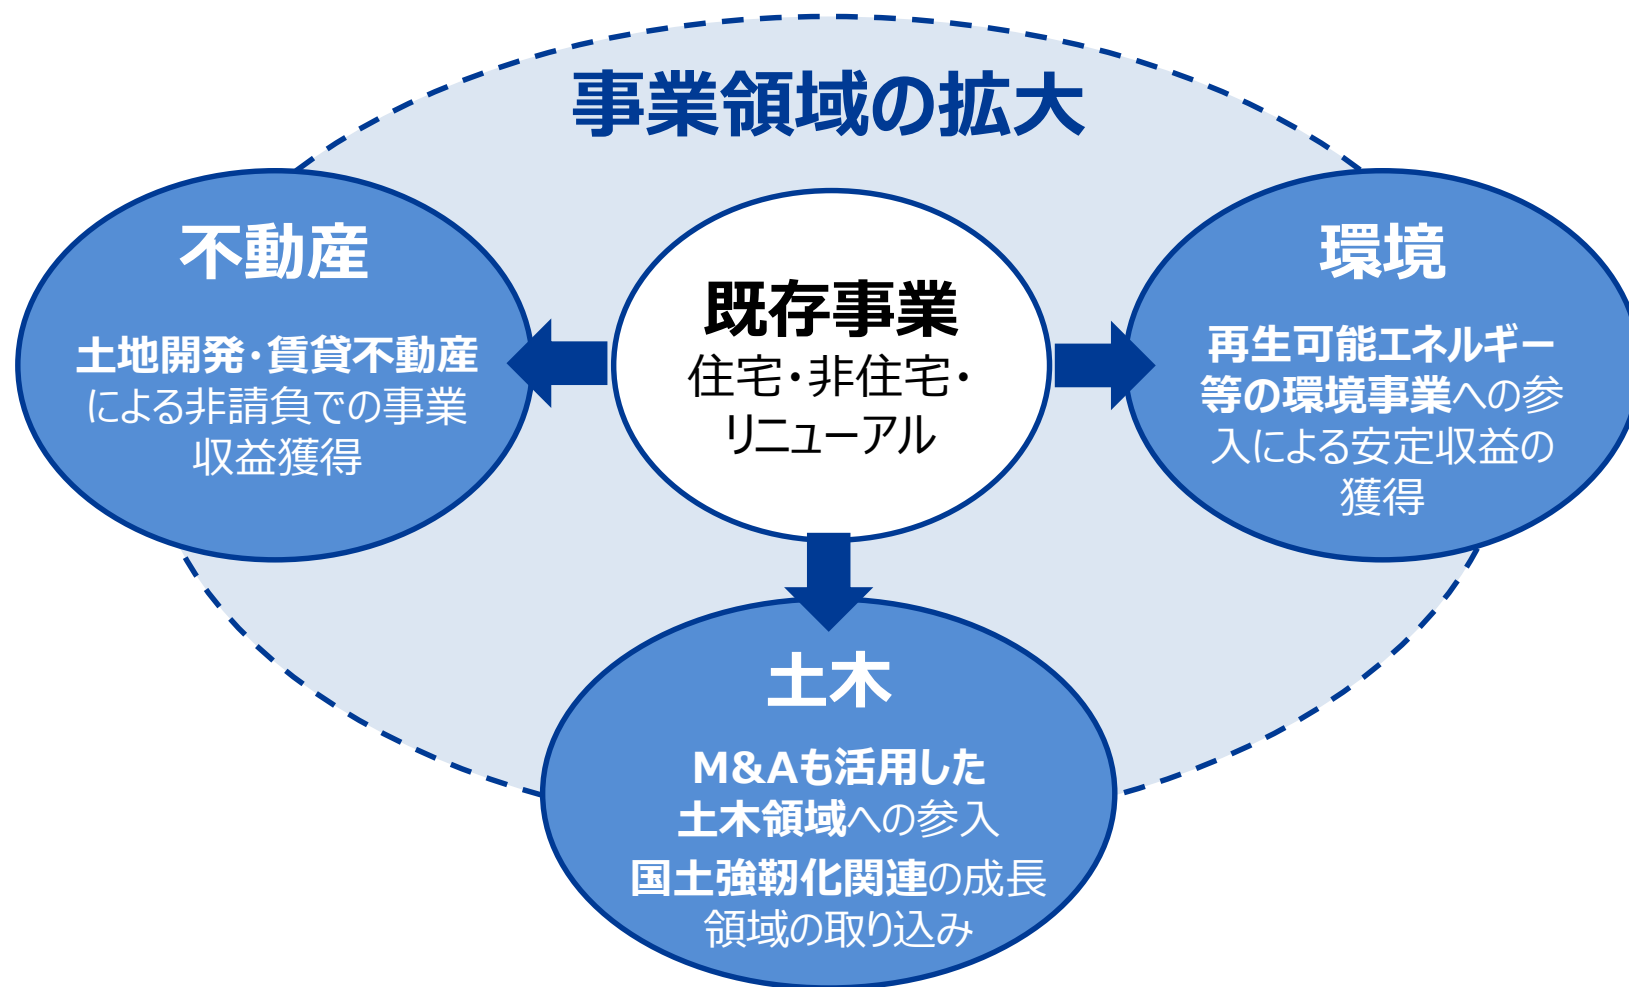 事業領域の拡大
不動産
土地開発・賃貸不動産
による非請負での事業
収益獲得
既存事業
住宅・非住宅・
リニューアル
環境
再生可能エネルギー
等の環境事業への参
入による安定収益の
獲得
土木
M&Aも活用した
土木領域への参入
国土強靭化関連の成長
領域の取り込み